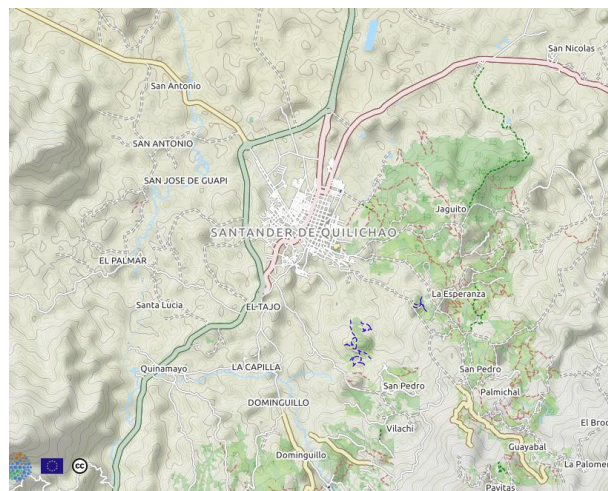 San Nicolas
San Antonio
SAN ANTONIO
SAN JOSE DE GUAPI
Jaguito
SANTANDER DE QUILICHAO
EL PALMAR
La Esperanza
Santa Lucia
EL TAJO
Quinamayo
LA CAPILLA
San Pedro
San Pedro
Palmichal
DOMINGUILLO
Vilachi
El Broc
Guayabal
Dominguillo
La Palomer
Pavitas
cc